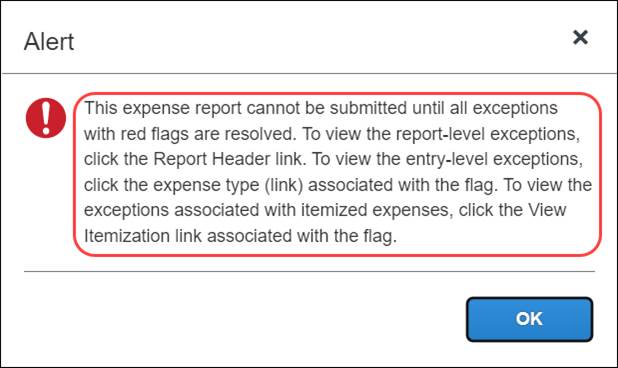 Alert
This expense report cannot be submitted until all exceptions
with red flags are resolved. To view the report-level exceptions,
click the Report Header link. To view the entry-level exceptions,
click the expense type (link) associated with the flag. To view the
exceptions associated with itemized expenses, click the View
Itemization link associated with the flag.
OK